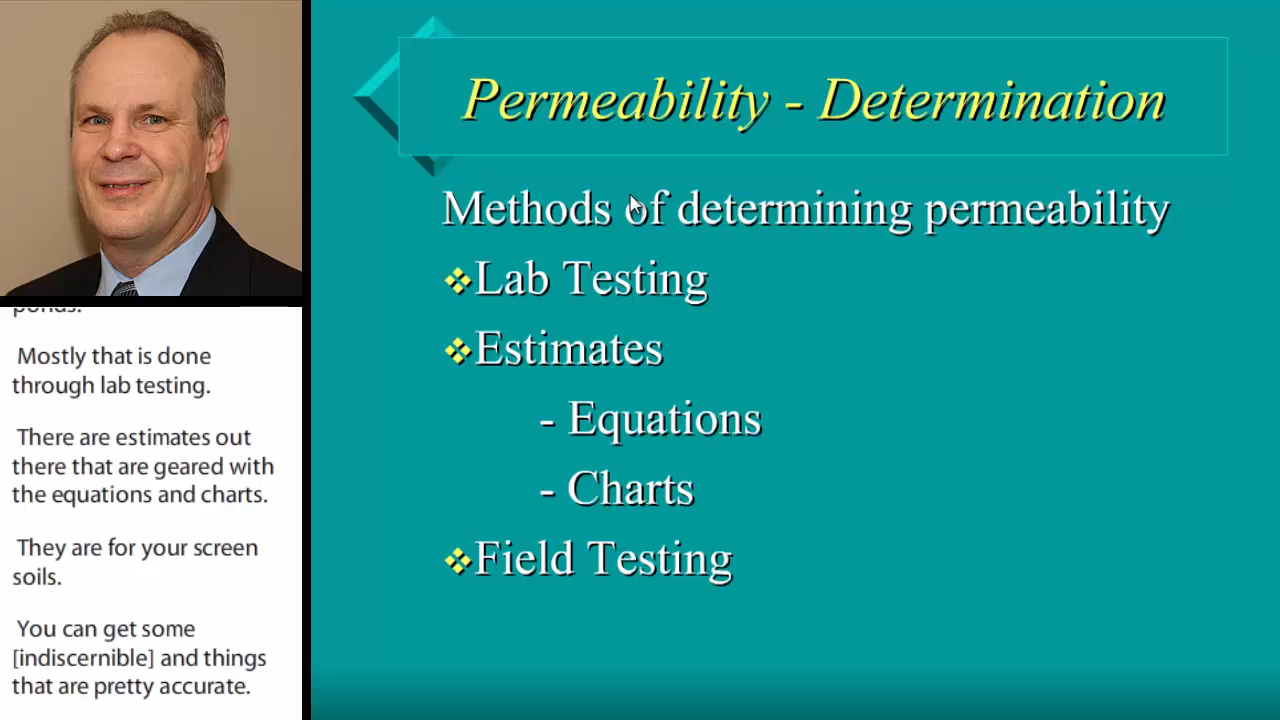 Permeability - Determination
Methods of determining permeability
Lab Testing
Estimates
- Equations
- Charts
Field Testing
ponds.
Mostly that is done
through lab testing.
There are estimates out
there that are geared with
the equations and charts.
They are for your screen
soils.
You can get some
[indiscernible] and things
that are pretty accurate.